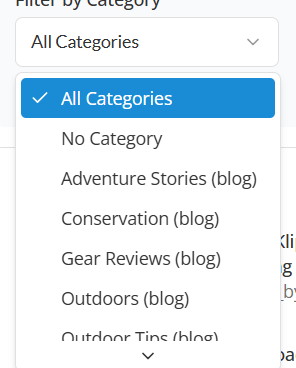 Filter by Category
All Categories
All Categories
No Category
Adventure Stories (blog)
Conservation (blog)
Gear Reviews (blog)
Outdoors (blog)
Outdoor Tips (blog)